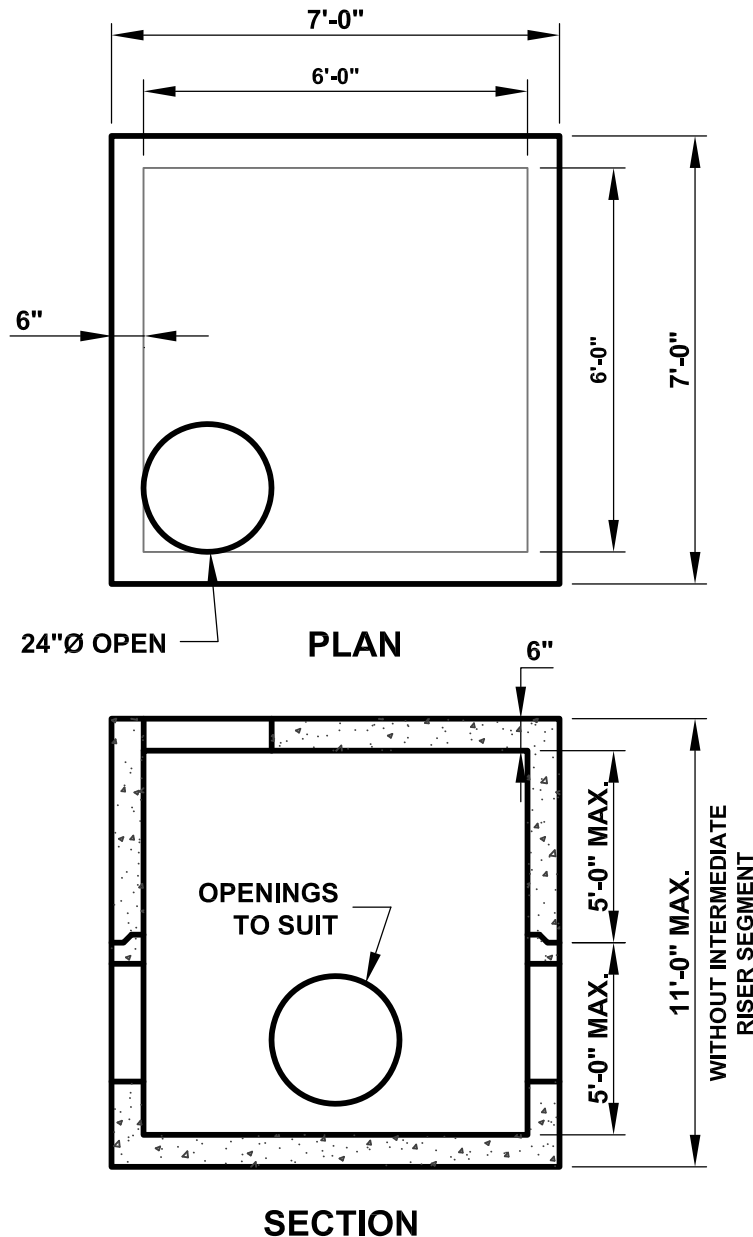 7'-0"
6'-0"
6"
6'-0"
7'-0"
24"Ø OPEN
PLAN
6"
OPENINGS
TO SUIT
5'-0" MAX.
5'-0" MAX.
11'-0" MAX.
WITHOUT INTERMEDIATE
RISER SEGMENT
SECTION